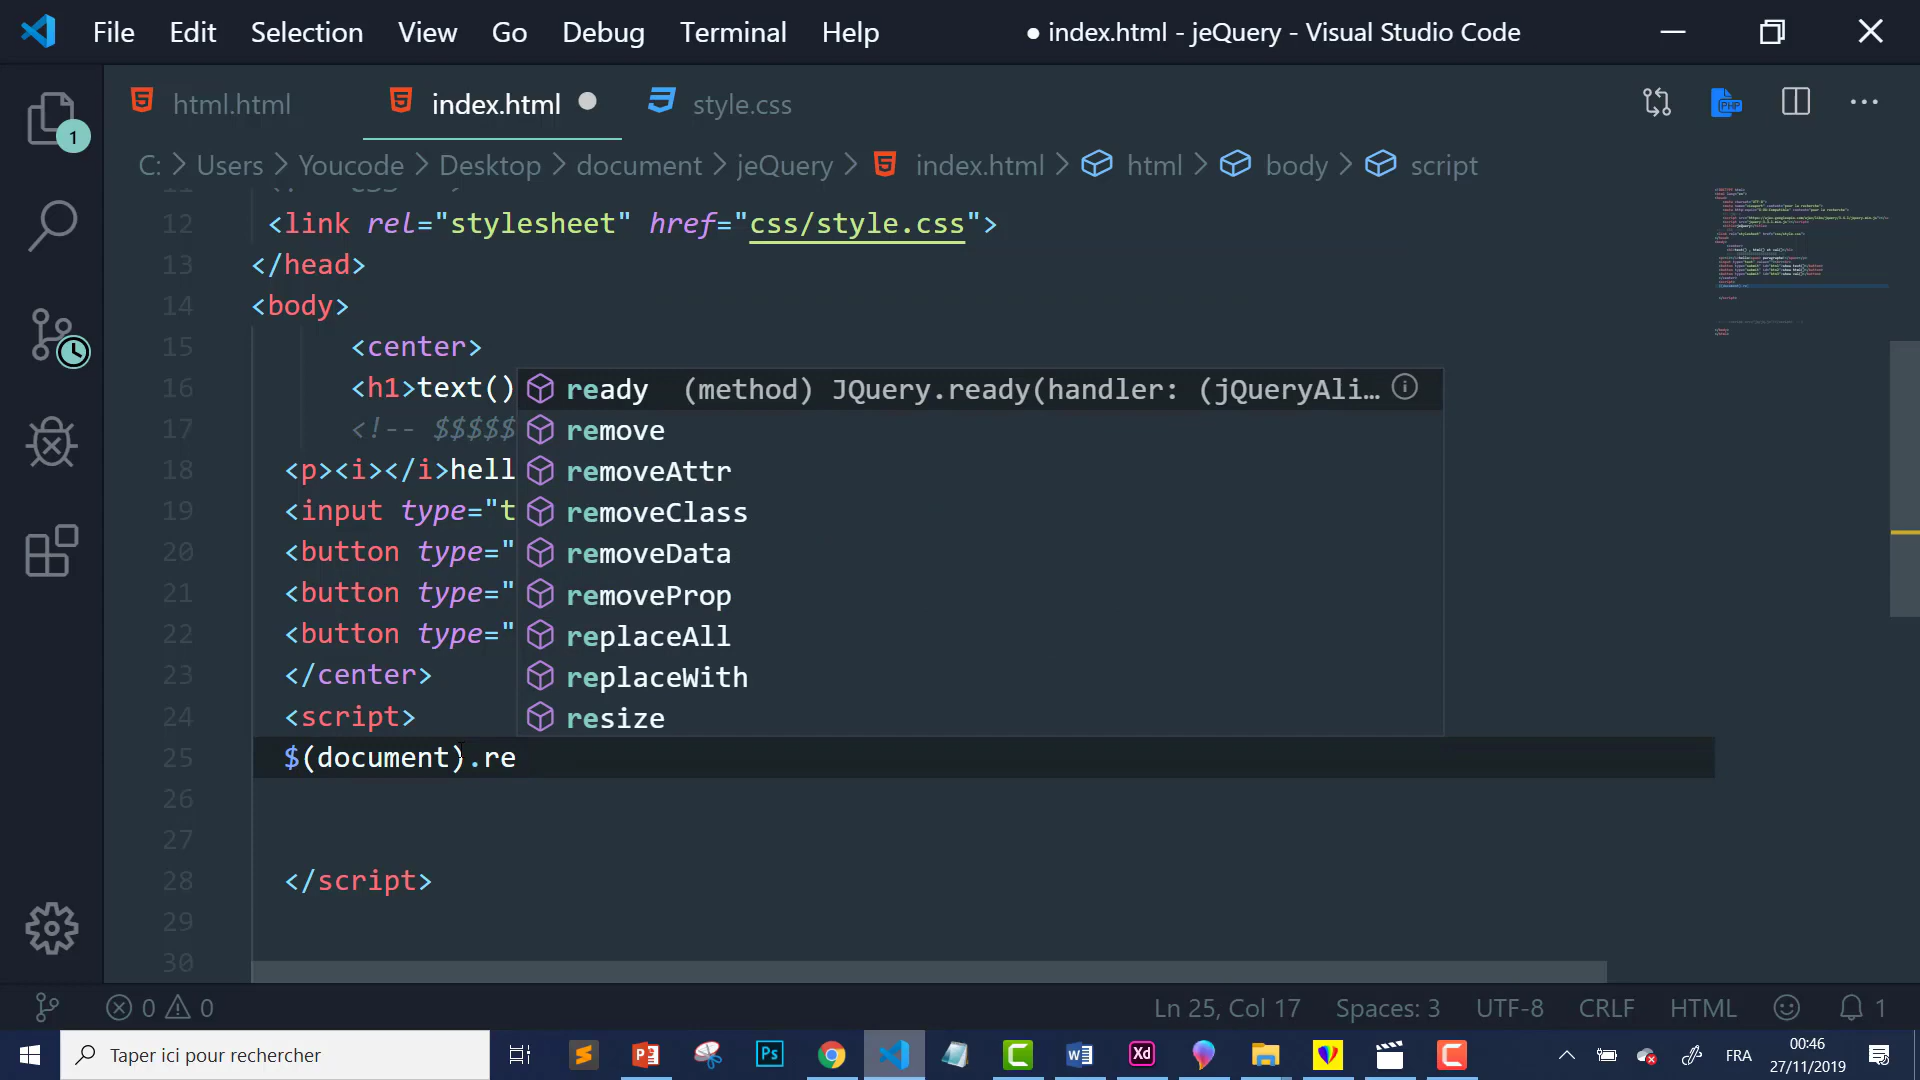 File Edit Selection View Go Debug Terminal Help ● index.html - jeQuery - Visual Studio Code
html.html index.html style.css
PHP
1
C: > Users > Youcode > Desktop > document > jeQuery > index.html > html > body > script
12 <link rel="stylesheet" href="css/style.css">
13 </head>
14 <body>
15 <center>
16 <h1>text()
17 <!-- $$$$$
18 <p><i></i>hell
19 <input type="t
20 <button type="
21 <button type="
22 <button type="
23 </center>
24 <script>
25 $(document).re
26
27
28 </script>
29
30
ready (method) JQuery.ready(handler: (jQueryAli…
remove
removeAttr
removeClass
removeData
removeProp
replaceAll
replaceWith
resize
0 0 Ln 25, Col 17 Spaces: 3 UTF-8 CRLF HTML 1
Taper ici pour rechercher
Ps
Xd
FRA
00:46
27/11/2019